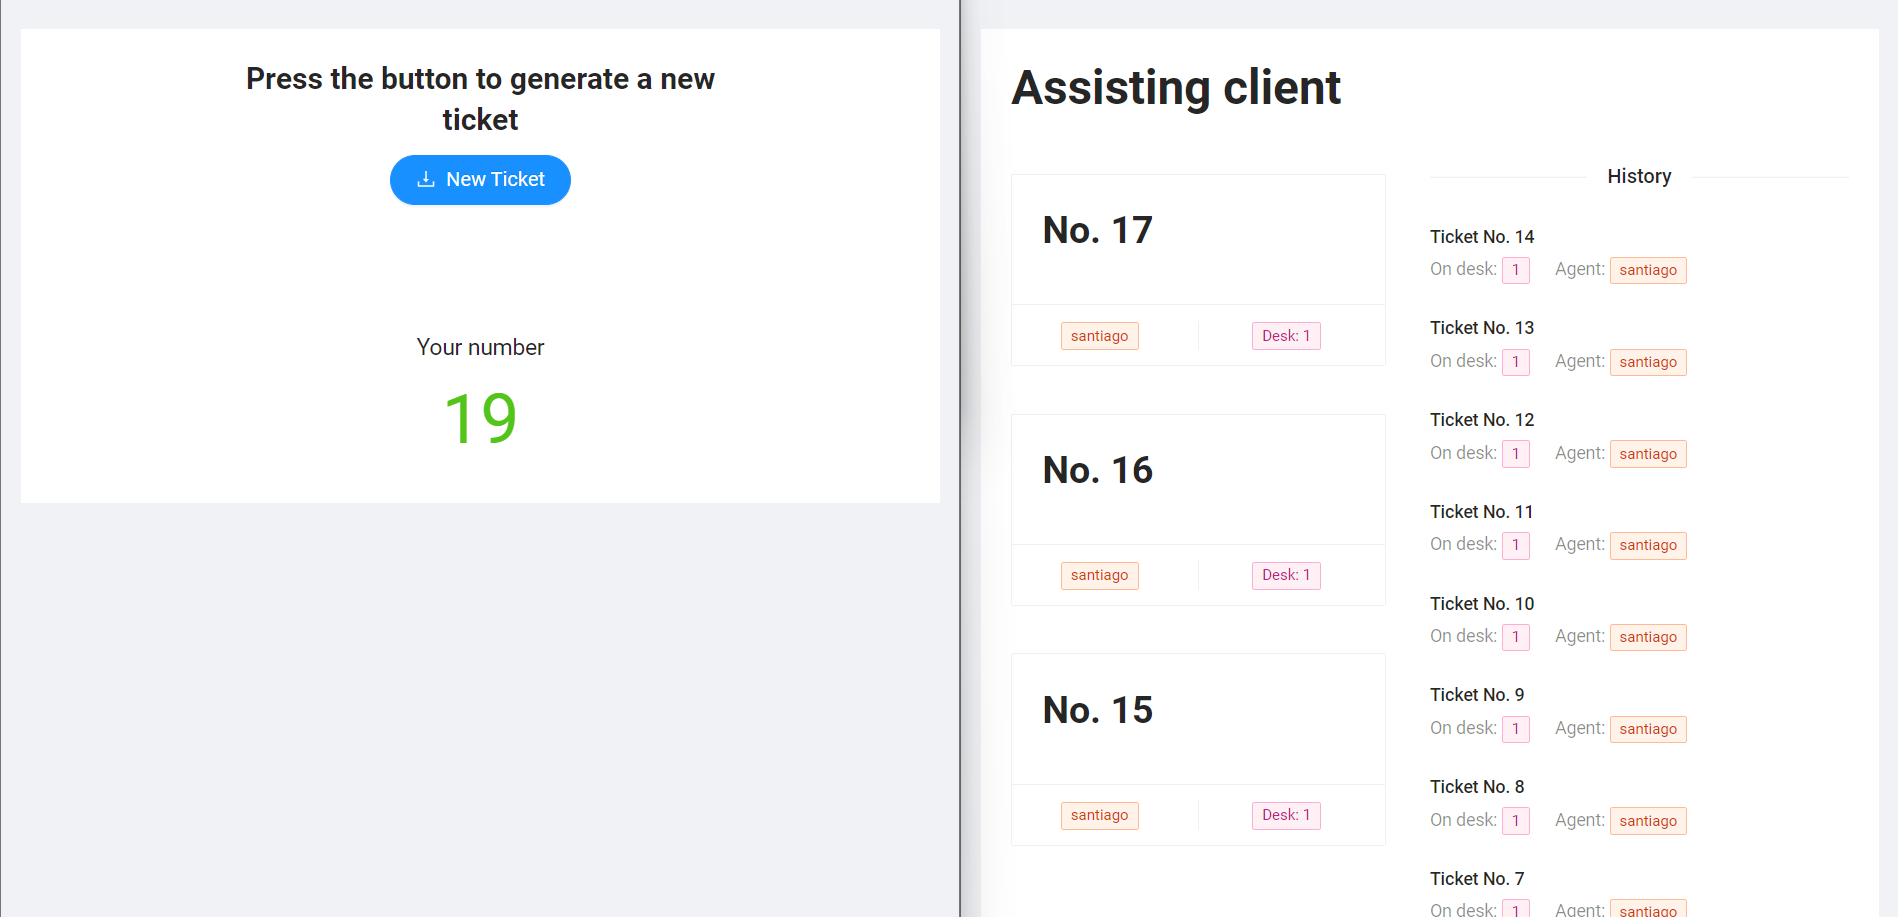 Press the button to generate a new
ticket
New Ticket
Your number
19
Assisting client
No. 17
santiago Desk: 1
No. 16
santiago Desk: 1
No. 15
santiago Desk: 1
History
Ticket No. 14
On desk: 1 Agent: santiago
Ticket No. 13
On desk: 1 Agent: santiago
Ticket No. 12
On desk: 1 Agent: santiago
Ticket No. 11
On desk: 1 Agent: santiago
Ticket No. 10
On desk: 1 Agent: santiago
Ticket No. 9
On desk: 1 Agent: santiago
Ticket No. 8
On desk: 1 Agent: santiago
Ticket No. 7
On desk: 1 Agent: santiago